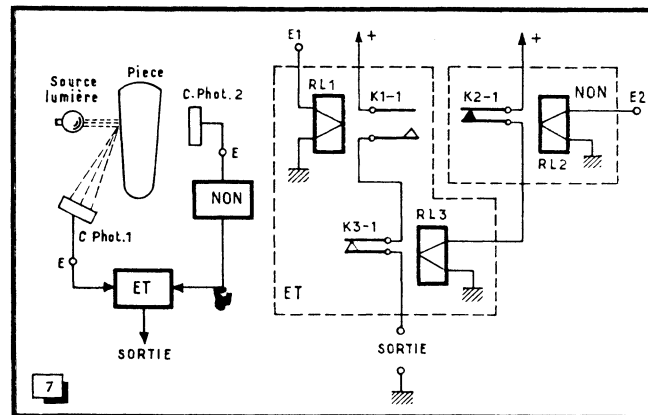 Source
lumière
Piece
C. Phot. 2
E
NON
C Phot.1
E
ET
SORTIE
7
E1
+
RL1
K1-1
K3-1
RL3
ET
SORTIE
+
K2-1
NON
E2
RL2